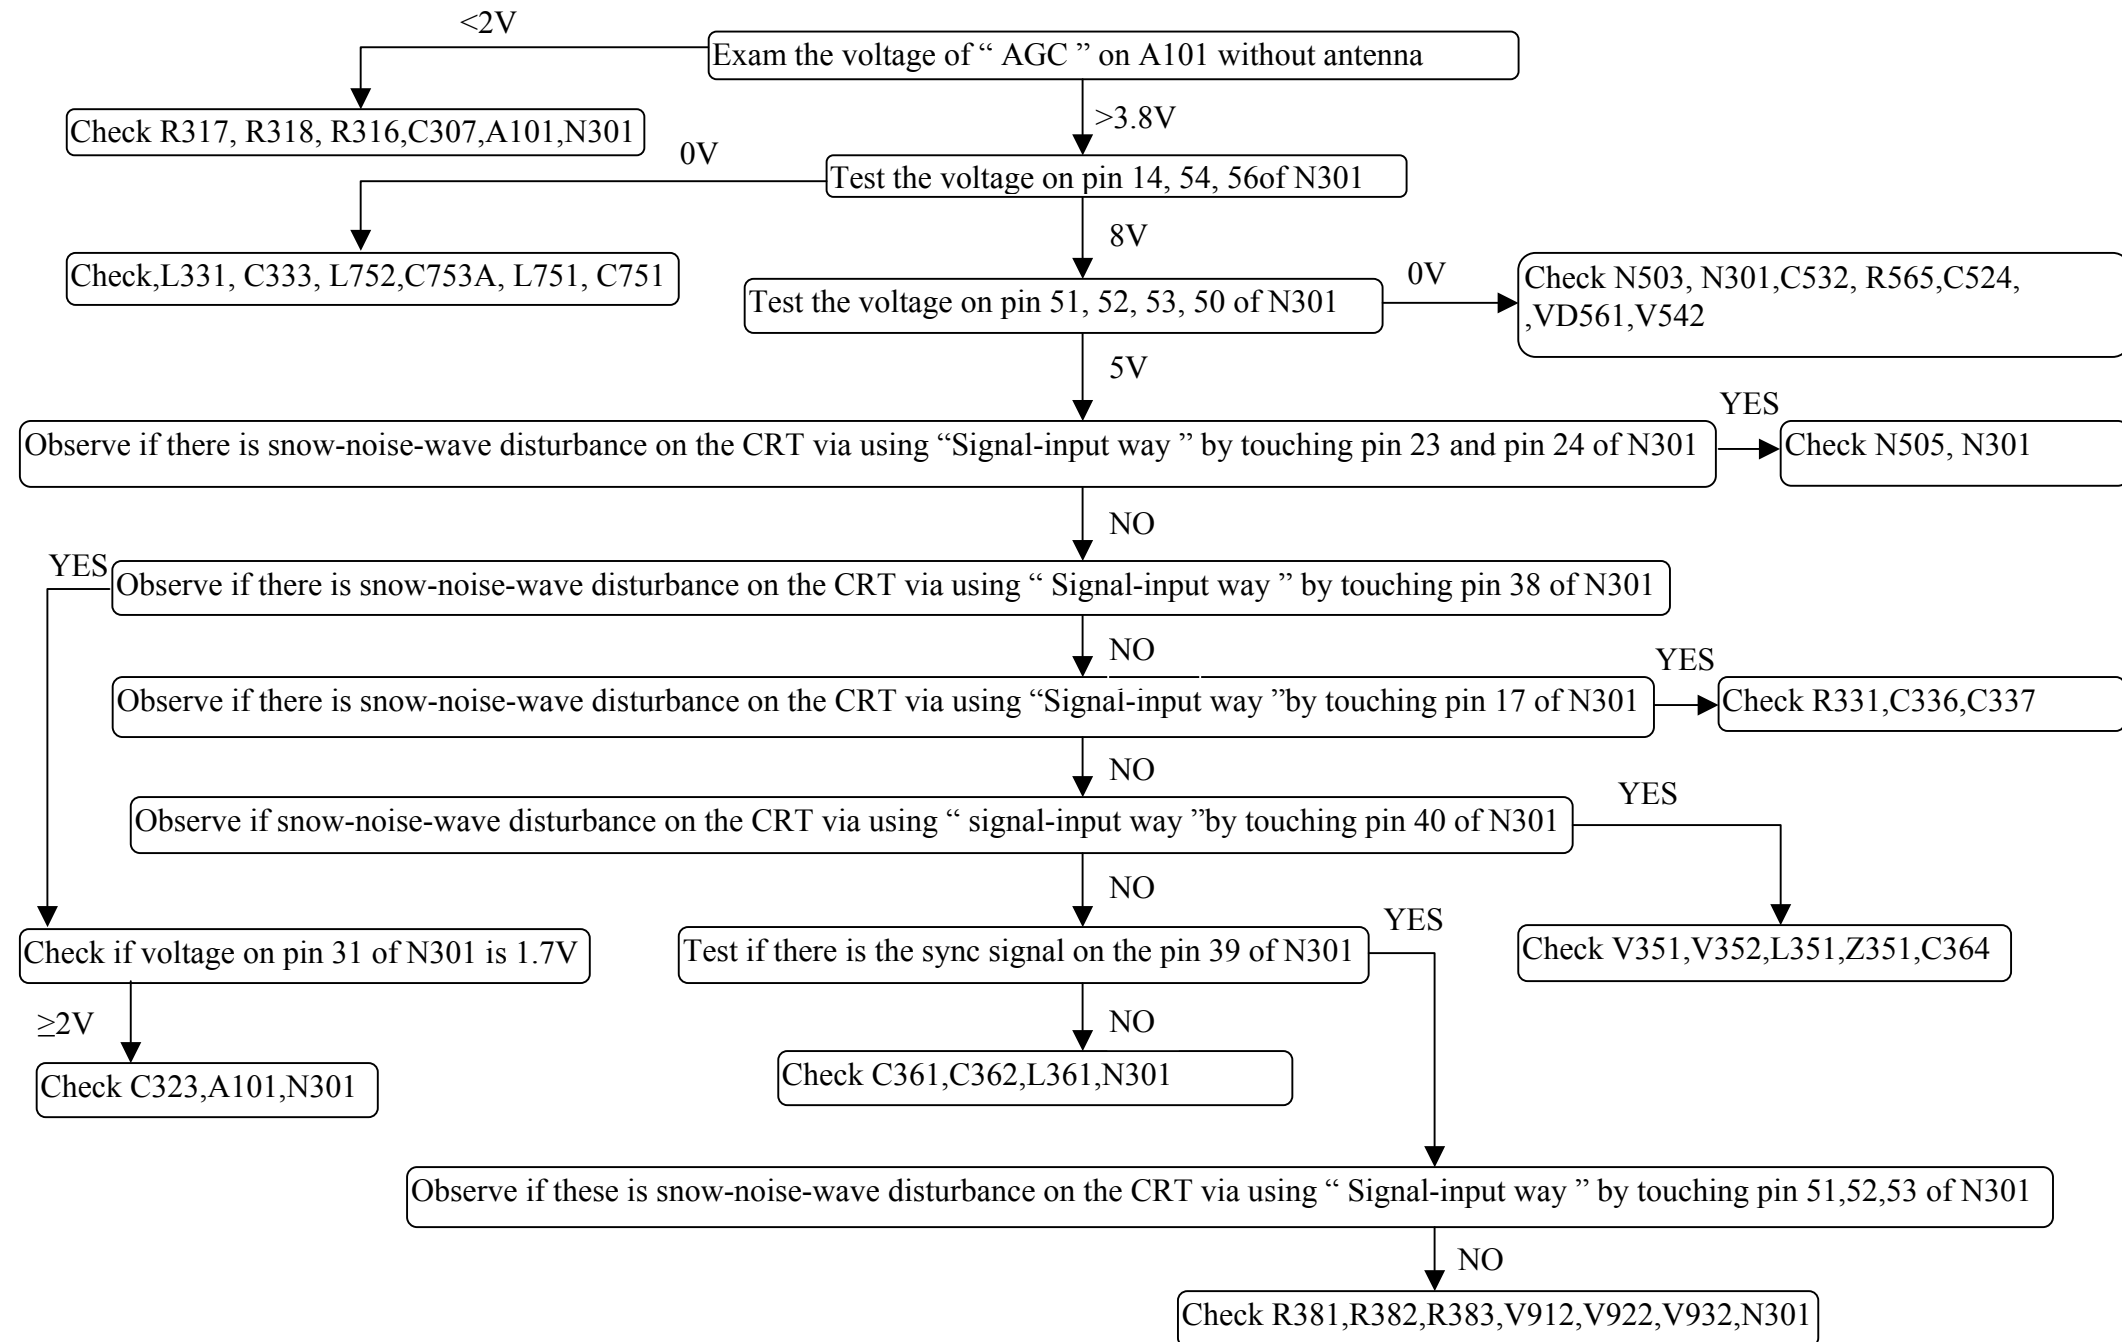 <2V
Exam the voltage of “ AGC ” on A101 without antenna
>3.8V
Check R317, R318, R316,C307,A101,N301
0V
Test the voltage on pin 14, 54, 56of N301
8V
Check,L331, C333, L752,C753A, L751, C751
0V
Check N503, N301,C532, R565,C524,
,VD561,V542
Test the voltage on pin 51, 52, 53, 50 of N301
5V
YES
Observe if there is snow-noise-wave disturbance on the CRT via using “Signal-input way ” by touching pin 23 and pin 24 of N301
Check N505, N301
NO
YES
Observe if there is snow-noise-wave disturbance on the CRT via using “ Signal-input way ” by touching pin 38 of N301
NO
YES
Observe if there is snow-noise-wave disturbance on the CRT via using “Signal-input way ”by touching pin 17 of N301
Check R331,C336,C337
NO
YES
Observe if snow-noise-wave disturbance on the CRT via using “ signal-input way ”by touching pin 40 of N301
NO
YES
Check if voltage on pin 31 of N301 is 1.7V
Test if there is the sync signal on the pin 39 of N301
Check V351,V352,L351,Z351,C364
≥2V
NO
Check C323,A101,N301
Check C361,C362,L361,N301
Observe if these is snow-noise-wave disturbance on the CRT via using “ Signal-input way ” by touching pin 51,52,53 of N301
NO
Check R381,R382,R383,V912,V922,V932,N301